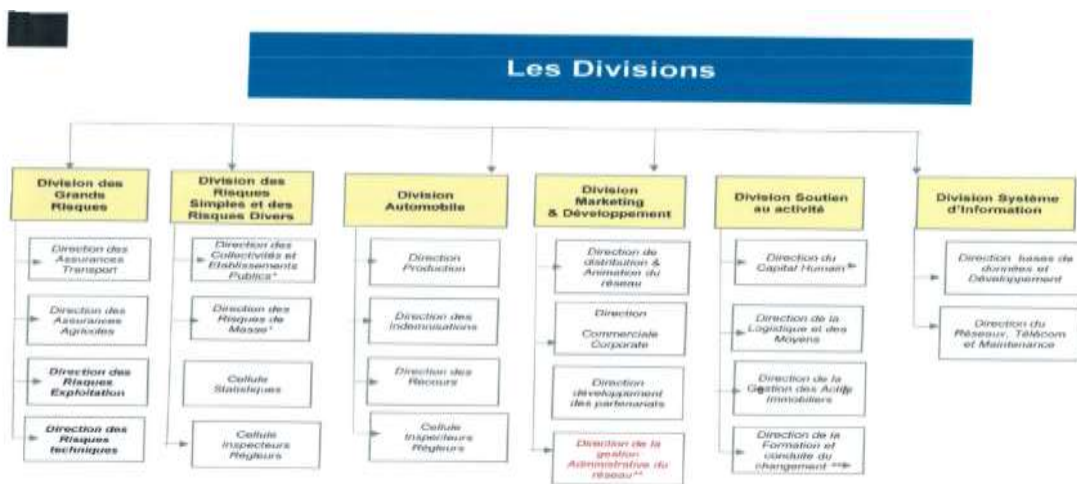 Les Divisions
Division des
Grands
Risques
Direction des
Assurances
Transport
Direction des
Assurances
Agricoles
Direction des
Risques
Exploitation
Direction des
Risques
techniques
Division des
Risques
Simples et des
Risques Divers
Direction des
Collectivités et
Etablissements
Publics*
Direction des
Risques de
Masse*
Cellule
Statistiques
Cellule
Inspecteurs
Régleurs
Division
Automobile
Direction
Production
Direction des
indemnisations
Direction des
Recours
Cellule
Inspecteurs
Régleurs
Division
Marketing
& Développement
Direction de
distribution &
Animation du
réseau
Direction
Commerciale
Corporate
Direction
développement
des partenariats
Direction de la
gestion
Administrative du
réseau**
Division Soutien
au activité
Direction du
Capital Humain
Direction de la
Logistique et des
Moyens
Direction de la
Gestion des Actifs
Immobiliers
Direction de la
Formation et
conduite du
changement ***
Division Système
d'Information
Direction bases de
données et
Développement
Direction du
Réseaux, Télécom
et Maintenance